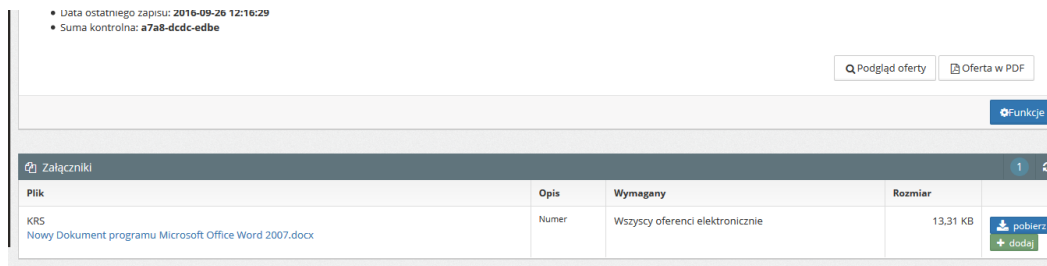 Data ostatniego zapisu: 2016-09-26 12:16:29
Suma kontrolna: a7a8-dcdc-edbe
Podgląd oferty Oferta w PDF
Funkcje
Załączniki 1
Plik Opis Wymagany Rozmiar
KRS Numer Wszyscy oferenci elektronicznie 13,31 KB pobierz
Nowy Dokument programu Microsoft Office Word 2007.docx
+ dodaj